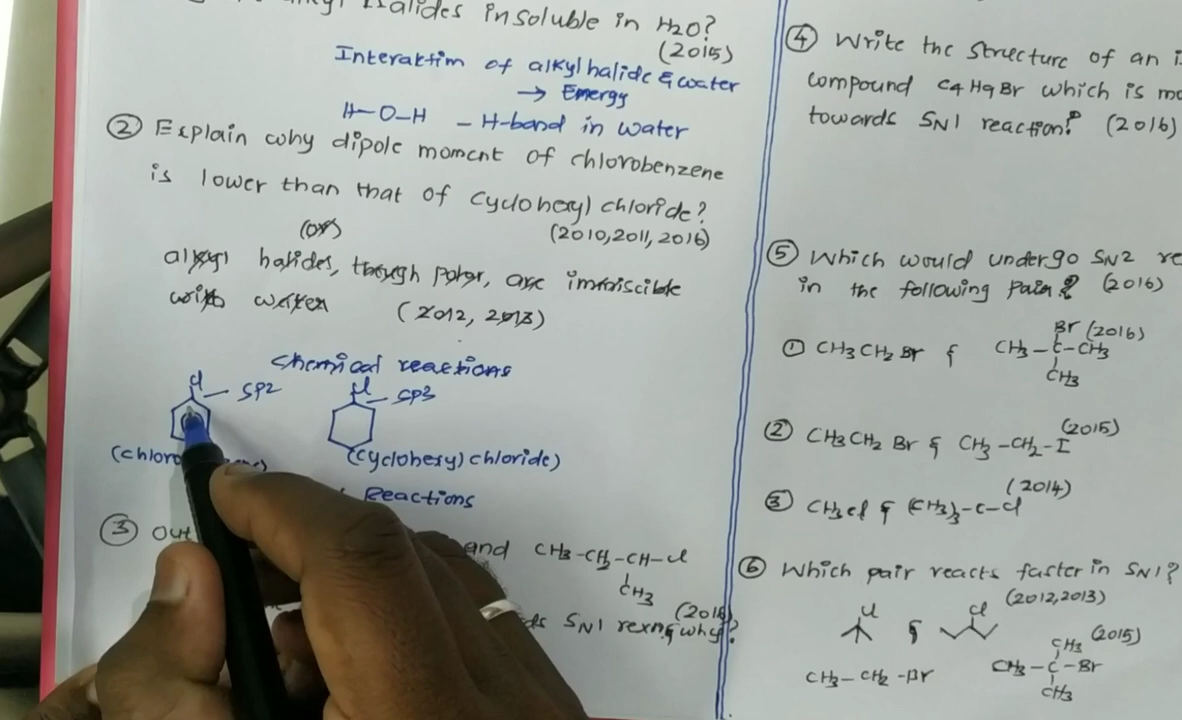 alides insoluble in H2O?
(2015)
Interaktim of alkyl halide & water
→ Emergy
H-O-H – H-band in water
② Explain why dipole moment of chlorobenzene
is lower than that of Cyclohexyl chloride?
(or)
(2010, 2011, 2016)
alkyl halides, though polar, are immiscible
with water (2012, 2013)
Chemical reactions
Cl – SP2
Cl – SP3
(chloro
(cyclohexyl chloride)
Reactions
③ Out
and CH3-CH2-CH-Cl
CH3
SN1 rexn & why?
④ Write the structure of an i
compound C4H9Br which is mo
towards SN1 reaction? (2016)
⑤ Which would undergo SN2 re
in the following pair? (2016)
① CH3CH2Br & CH3-C-CH3
Br (2016)
CH3
② CH3CH2Br & CH3-CH2-I (2015)
③ CH3Cl & (CH3)3-C-Cl (2014)
⑥ Which pair reacts faster in SN1?
(2012, 2013)
Cl & Cl
CH3-CH2-Br
CH3 (2015)
CH3-C-Br
CH3